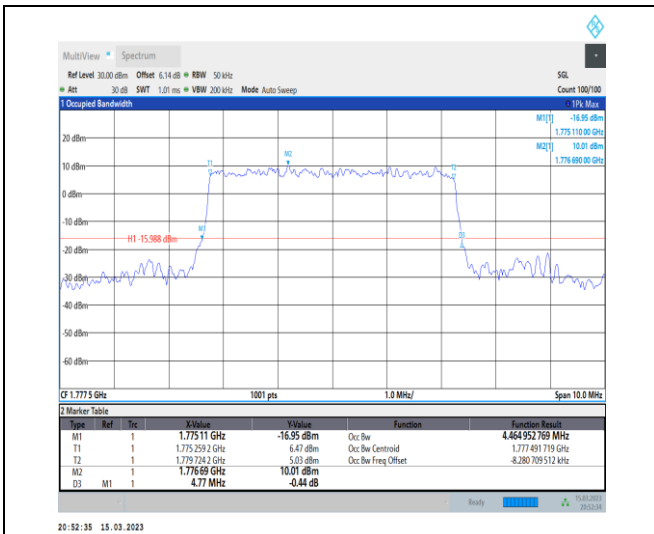 MultiView Spectrum
Ref Level 30.00 dBm Offset 6.14 dB RBW 50 kHz SGL
Att 30 dB SWT 1.01 ms VBW 200 kHz Mode Auto Sweep Count 100/100
1 Occupied Bandwidth 1Pk Max
M1[1] -16.95 dBm
1.775 110 00 GHz
M2[1] 10.01 dBm
1.776 690 00 GHz
20 dBm
M2
T1 T2
10 dBm
0 dBm
-10 dBm
M1
D3
H1 -15.988 dBm
-20 dBm
-30 dBm
-40 dBm
-50 dBm
-60 dBm
CF 1.777 5 GHz 1001 pts 1.0 MHz/ Span 10.0 MHz
2 Marker Table
Type Ref Trc X-Value Y-Value Function Function Result
M1 1 1.77511 GHz -16.95 dBm Occ Bw 4.464 952 769 MHz
T1 1 1.775 259 2 GHz 6.47 dBm Occ Bw Centroid 1.777 491 719 GHz
T2 1 1.779 724 2 GHz 5.03 dBm Occ Bw Freq Offset -8.280 709 512 kHz
M2 1 1.77669 GHz 10.01 dBm
D3 M1 1 4.77 MHz -0.44 dB
Ready 15.03.2023
20:52:34
20:52:35 15.03.2023